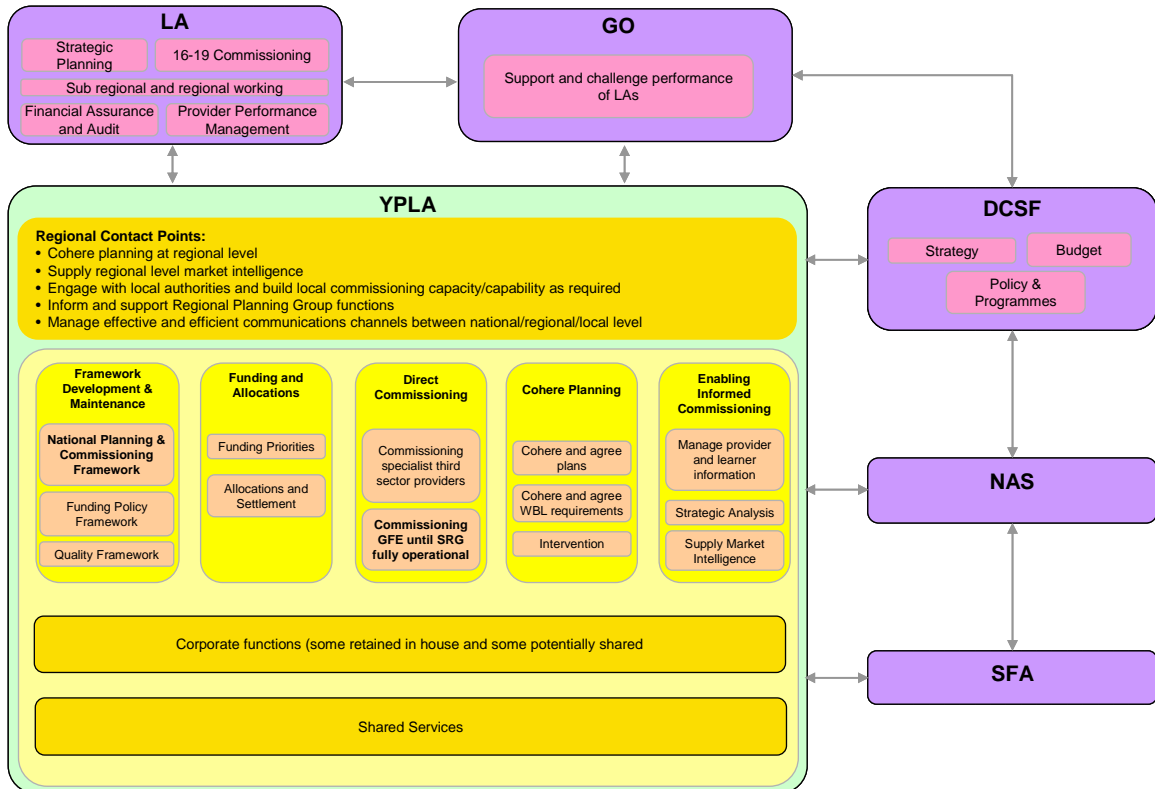 LA
Strategic
Planning
16-19 Commissioning
Sub regional and regional working
Financial Assurance
and Audit
Provider Performance
Management
GO
Support and challenge performance
of LAs
YPLA
Regional Contact Points:
• Cohere planning at regional level
• Supply regional level market intelligence
• Engage with local authorities and build local commissioning capacity/capability as required
• Inform and support Regional Planning Group functions
• Manage effective and efficient communications channels between national/regional/local level
DCSF
Strategy
Budget
Policy &
Programmes
Framework
Development &
Maintenance
National Planning &
Commissioning
Framework
Funding Policy
Framework
Quality Framework
Funding and
Allocations
Funding Priorities
Allocations and
Settlement
Direct
Commissioning
Commissioning
specialist third
sector providers
Commissioning
GFE until SRG
fully operational
Cohere Planning
Cohere and agree
plans
Cohere and agree
WBL requirements
Intervention
Enabling
Informed
Commissioning
Manage provider
and learner
information
Strategic Analysis
Supply Market
Intelligence
NAS
Corporate functions (some retained in house and some potentially shared
SFA
Shared Services